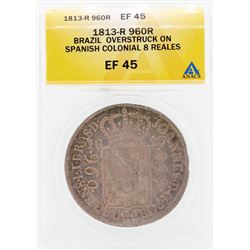 1813-R 960R EF 45
1813-R 960R
BRAZIL OVERSTRUCK ON
SPANISH COLONIAL 8 REALES
EF 45
ANACS
960